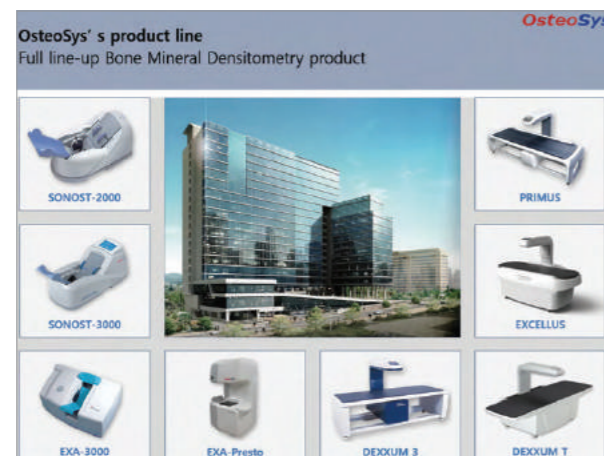 OsteoSys
OsteoSys' s product line
Full line-up Bone Mineral Densitometry product
SONOST-2000
PRIMUS
SONOST-3000
EXCELLUS
EXA-3000
EXA-Presto
DEXXUM 3
DEXXUM T